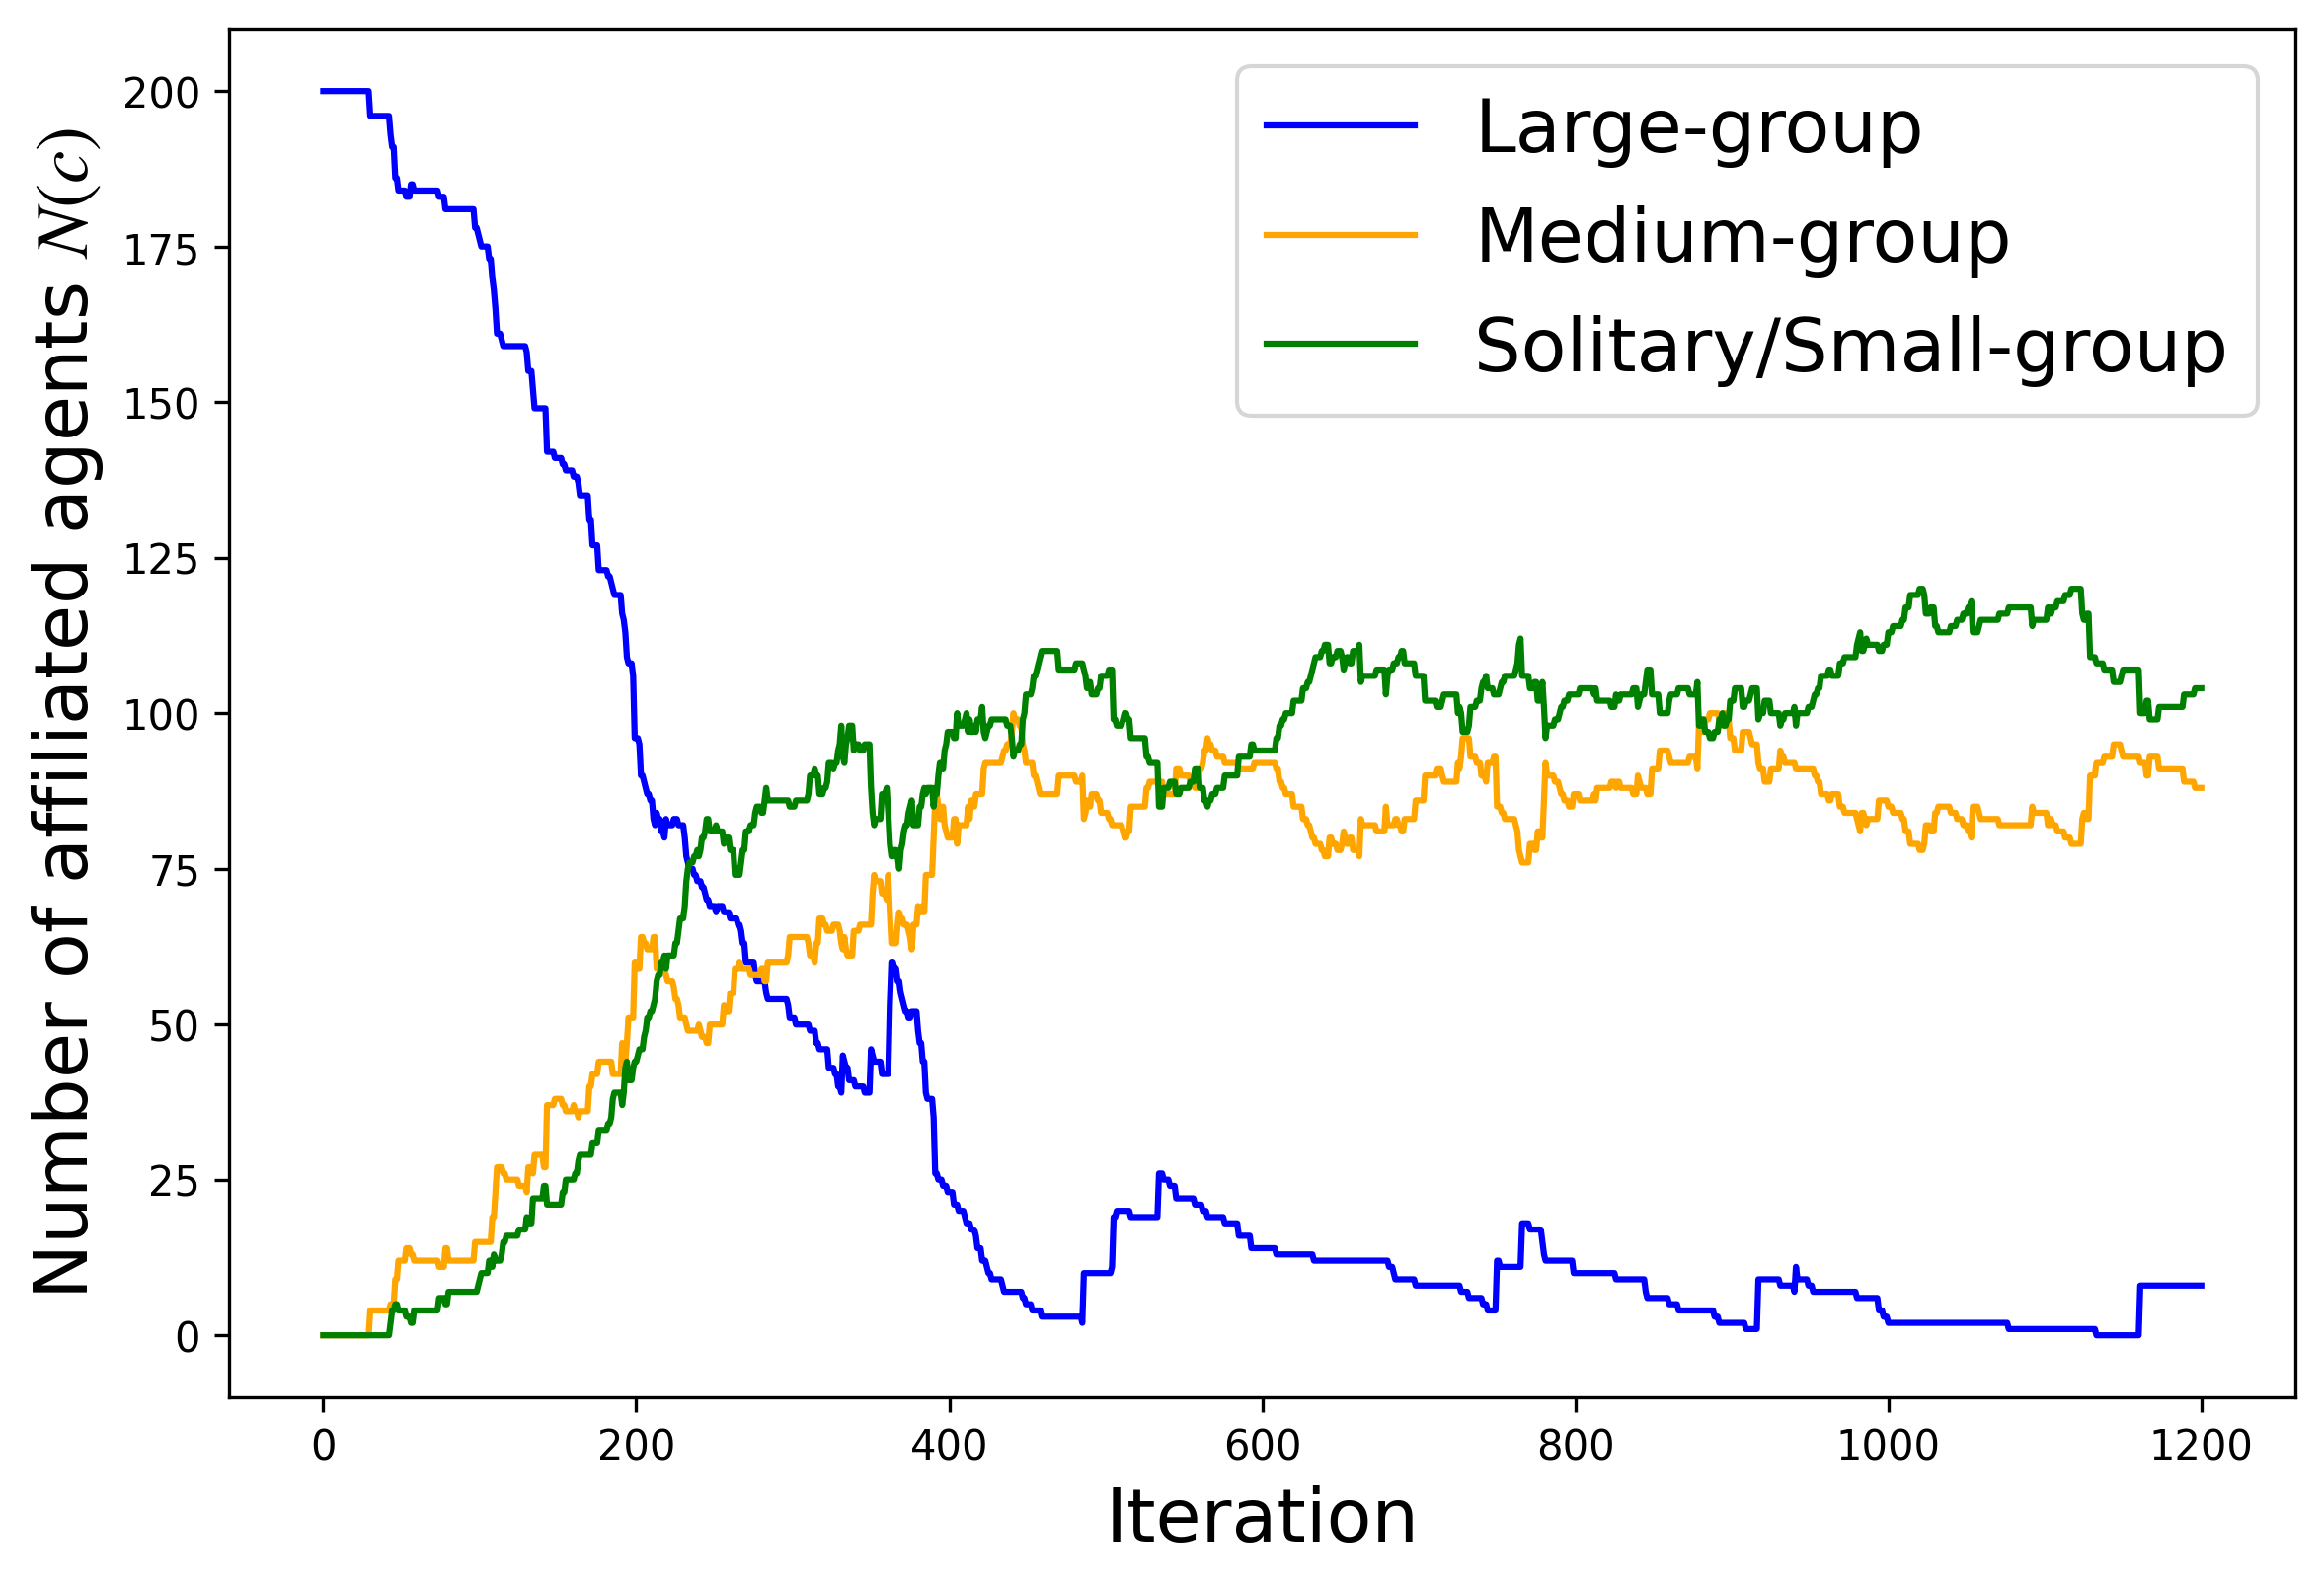 Number of affiliated agents N(c)
200
175
150
125
100
75
50
25
0
Large-group
Medium-group
Solitary/Small-group
0 200 400 600 800 1000 1200
Iteration